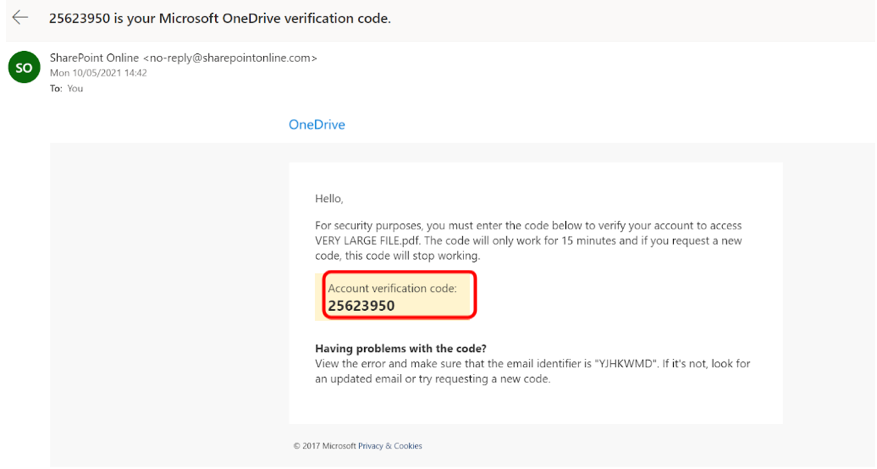 25623950 is your Microsoft OneDrive verification code.
SO
SharePoint Online <no-reply@sharepointonline.com>
Mon 10/05/2021 14:42
To: You
OneDrive
Hello,
For security purposes, you must enter the code below to verify your account to access
VERY LARGE FILE.pdf. The code will only work for 15 minutes and if you request a new
code, this code will stop working.
Account verification code:
25623950
Having problems with the code?
View the error and make sure that the email identifier is "YJHKWMD". If it's not, look for
an updated email or try requesting a new code.
© 2017 Microsoft Privacy & Cookies